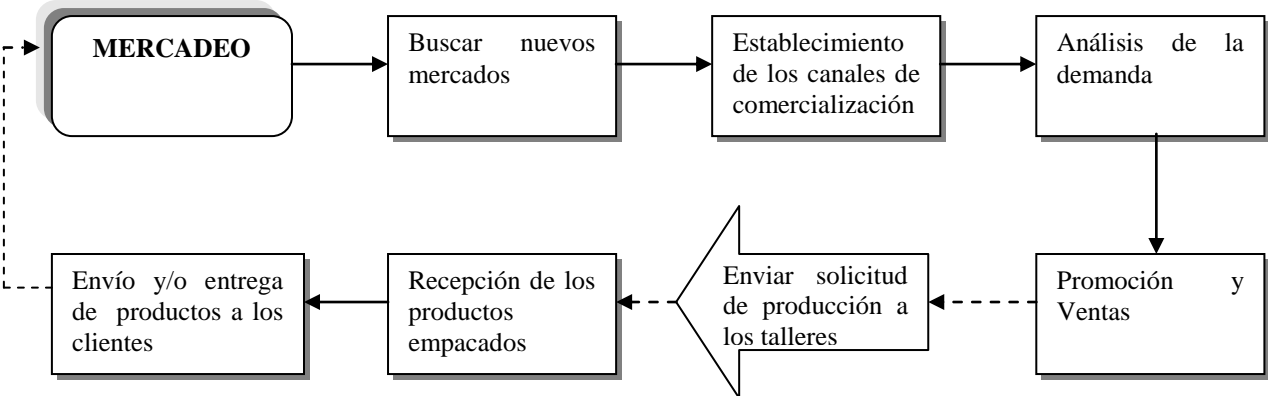 MERCADEO
Buscar nuevos
mercados
Establecimiento
de los canales de
comercialización
Análisis de la
demanda
Envío y/o entrega
de productos a los
clientes
Recepción de los
productos
empacados
Enviar solicitud
de producción a
los talleres
Promoción y
Ventas